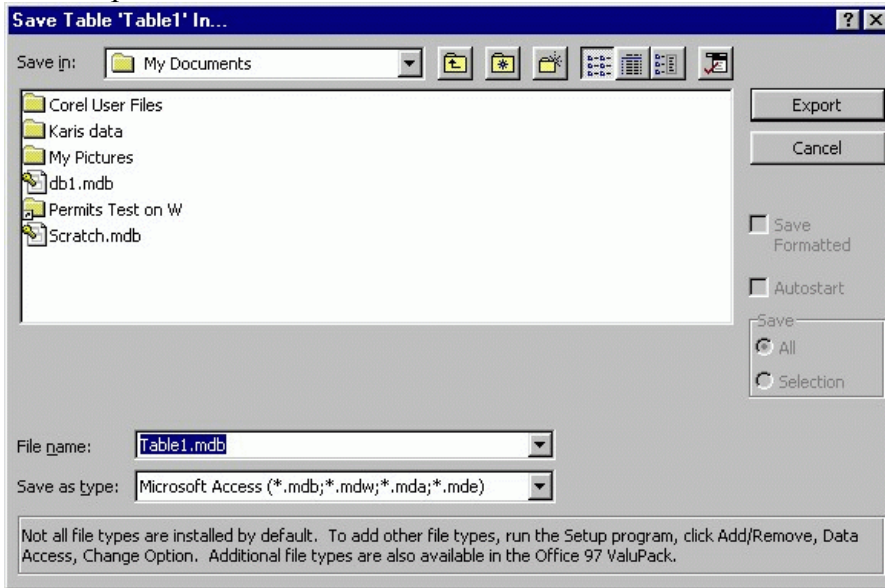 Save Table 'Table1' In...
Save in: My Documents
Corel User Files
Karis data
My Pictures
db1.mdb
Permits Test on W
Scratch.mdb
Export
Cancel
Save
Formatted
Autostart
Save
All
Selection
File name: Table1.mdb
Save as type: Microsoft Access (*.mdb;*.mdw;*.mda;*.mde)
Not all file types are installed by default. To add other file types, run the Setup program, click Add/Remove, Data
Access, Change Option. Additional file types are also available in the Office 97 ValuPack.